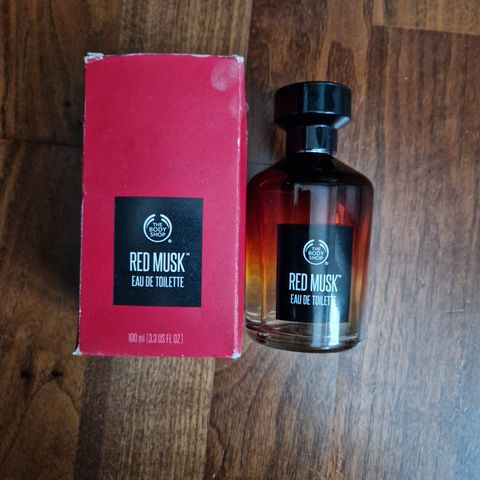 THE
BODY
SHOP®
RED MUSK™
EAU DE TOILETTE
100 ml (3.3 US FL OZ)
THE
BODY
SHOP®
RED MUSK™
EAU DE TOILETTE